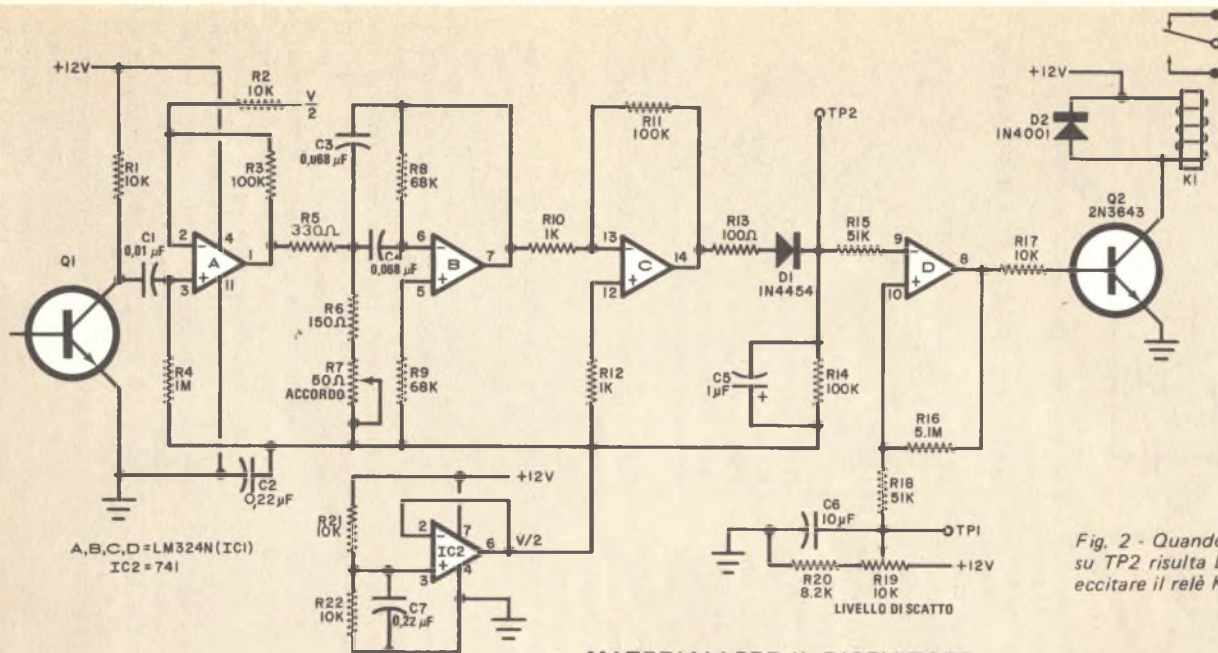 +12V
R2
10K
V/2
R1
10K
R3
100K
C1
0,01 µF
2
4
A
1
3
11
Q1
R4
1M
R5
330Ω
C3
0,068 µF
R8
68K
C4
0,068 µF
6
B
7
5
R6
150Ω
R7
50Ω
ACCORDO
R9
68K
R10
1K
R11
100K
13
C
14
12
R12
1K
R13
100Ω
D1
1N4454
TP2
R15
51K
C5
1µF
+
R14
100K
9
D
8
10
R16
5.1M
R17
10K
R18
51K
+12V
D2
1N4001
K1
Q2
2N3643
C2
0,22µF
A,B,C,D=LM324N(IC1)
IC2=741
R21
10K
+12V
2
7
IC2
6
V/2
3
4
R22
10K
C7
0,22 µF
C6
10µF
TP1
R20
8.2K
R19
10K
+12V
LIVELLO DI SCATTO
Fig. 2 - Quando
su TP2 risulta
eccitare il relè